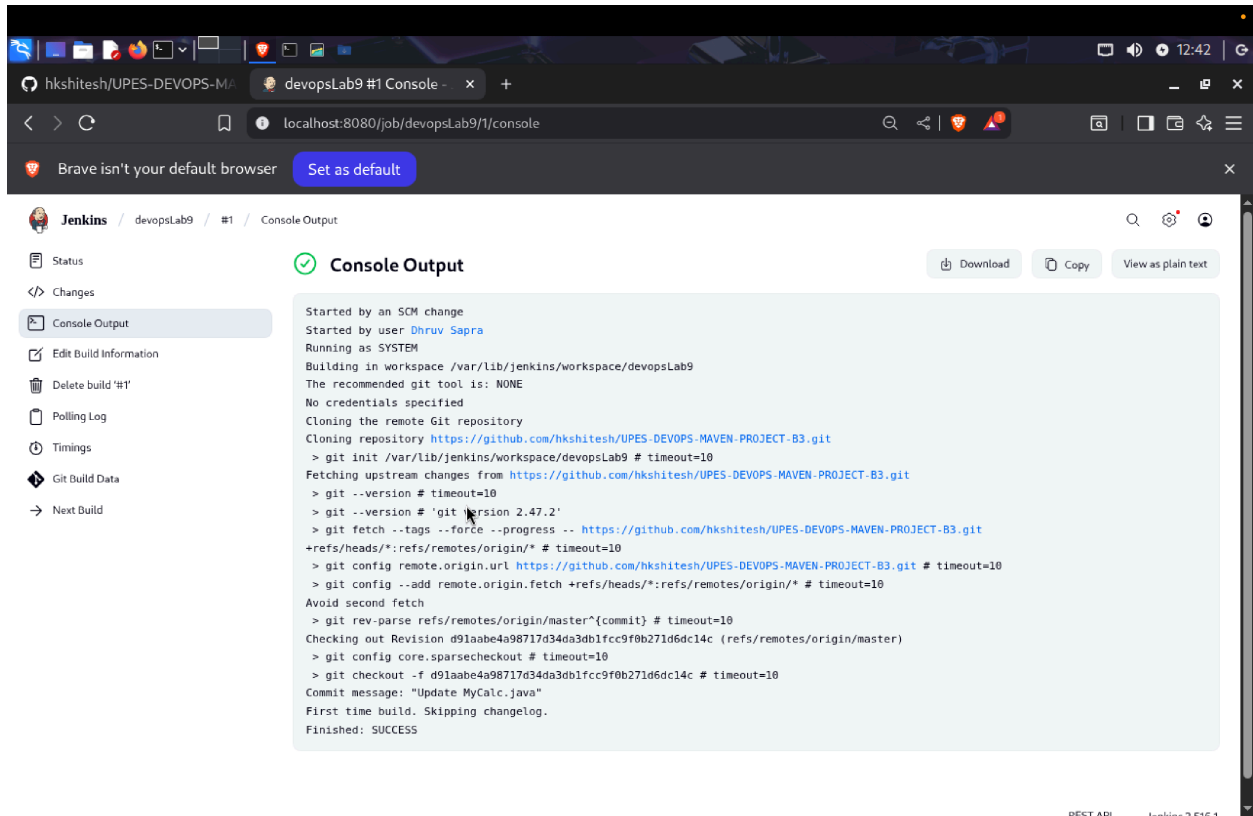 12:42
hkshitesh/UPES-DEVOPS-MA
devopsLab9 #1 Console -
localhost:8080/job/devopsLab9/1/console
Brave isn't your default browser
Set as default
Jenkins / devopsLab9 / #1 / Console Output
Status
Changes
Console Output
Edit Build Information
Delete build '#1'
Polling Log
Timings
Git Build Data
Next Build
Console Output
Download
Copy
View as plain text
Started by an SCM change
Started by user Dhruv Sapra
Running as SYSTEM
Building in workspace /var/lib/jenkins/workspace/devopsLab9
The recommended git tool is: NONE
No credentials specified
Cloning the remote Git repository
Cloning repository https://github.com/hkshitesh/UPES-DEVOPS-MAVEN-PROJECT-B3.git
> git init /var/lib/jenkins/workspace/devopsLab9 # timeout=10
Fetching upstream changes from https://github.com/hkshitesh/UPES-DEVOPS-MAVEN-PROJECT-B3.git
> git --version # timeout=10
> git --version # 'git version 2.47.2'
> git fetch --tags --force --progress -- https://github.com/hkshitesh/UPES-DEVOPS-MAVEN-PROJECT-B3.git
+refs/heads/*:refs/remotes/origin/* # timeout=10
> git config remote.origin.url https://github.com/hkshitesh/UPES-DEVOPS-MAVEN-PROJECT-B3.git # timeout=10
> git config --add remote.origin.fetch +refs/heads/*:refs/remotes/origin/* # timeout=10
Avoid second fetch
> git rev-parse refs/remotes/origin/master^{commit} # timeout=10
Checking out Revision d91aabe4a98717d34da3db1fcc9f0b271d6dc14c (refs/remotes/origin/master)
> git config core.sparsecheckout # timeout=10
> git checkout -f d91aabe4a98717d34da3db1fcc9f0b271d6dc14c # timeout=10
Commit message: "Update MyCalc.java"
First time build. Skipping changelog.
Finished: SUCCESS
REST API